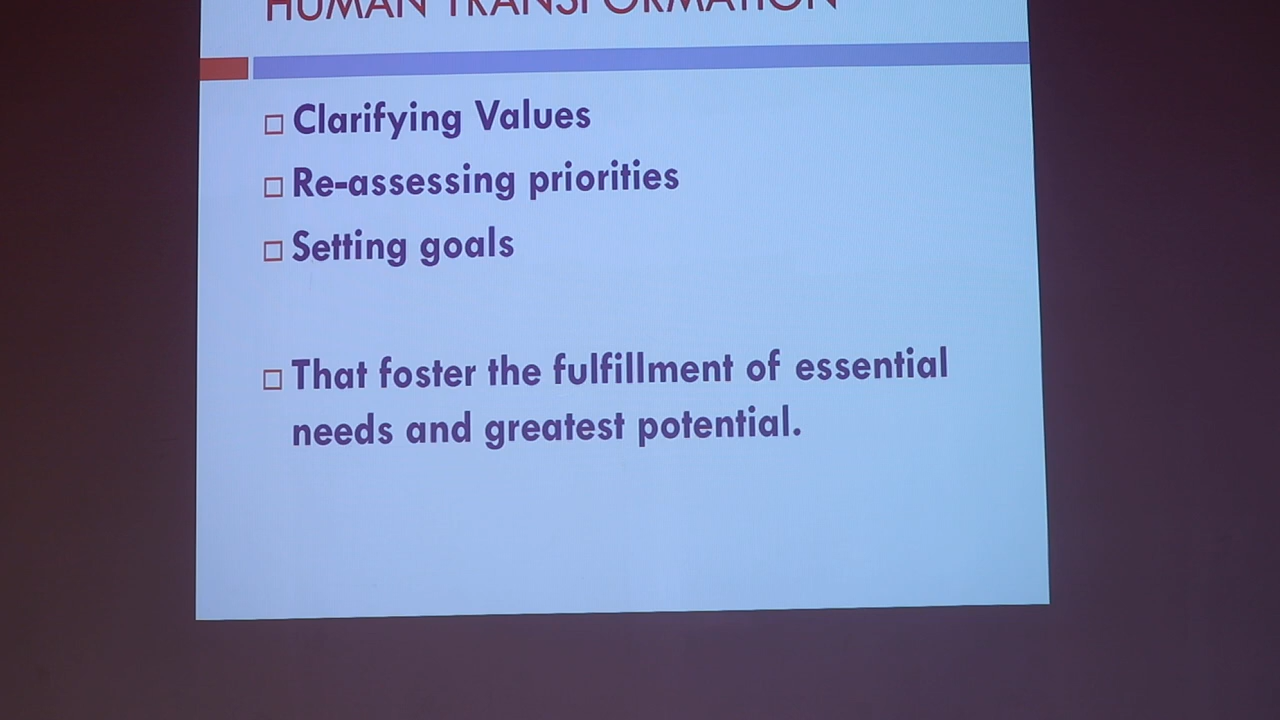 HUMAN TRANSFORMATION
Clarifying Values
Re-assessing priorities
Setting goals
That foster the fulfillment of essential
needs and greatest potential.